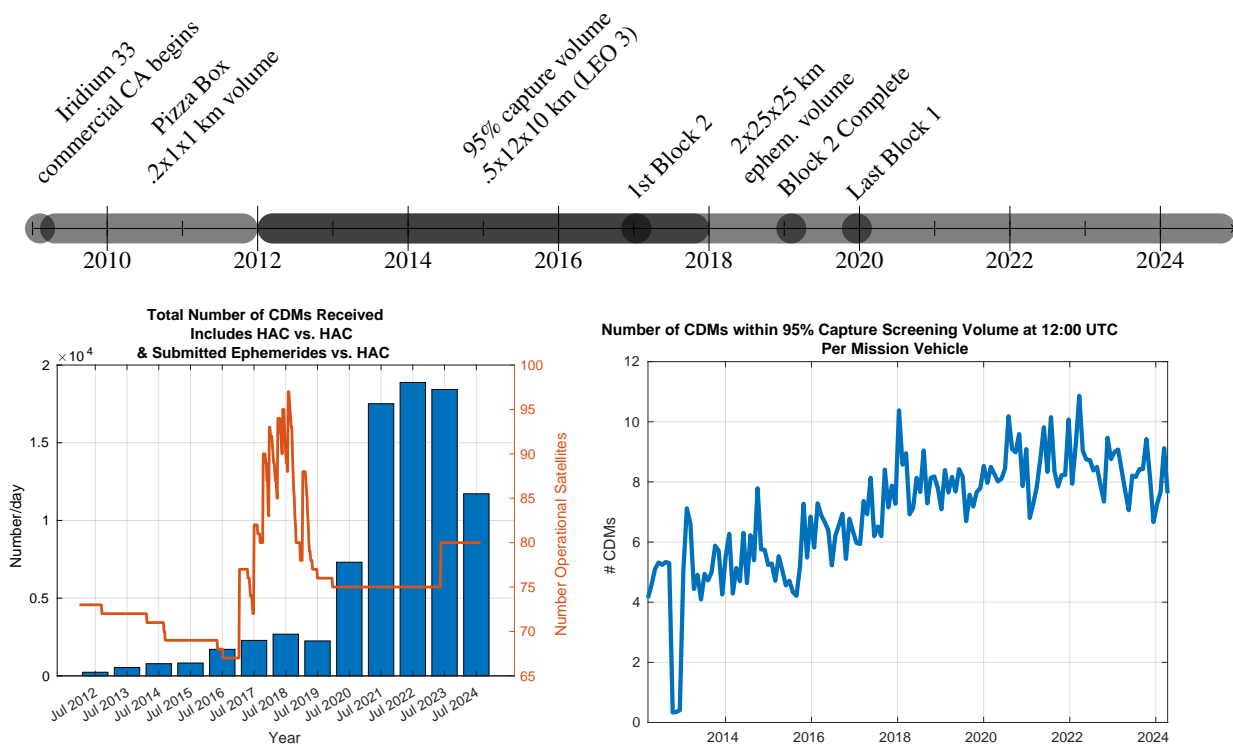 Iridium 33
commercial CA begins
Pizza Box
.2x1x1 km volume
95% capture volume
.5x12x10 km (LEO 3)
1st Block 2
2x25x25 km
ephem. volume
Block 2 Complete
Last Block 1
2010
2012
2014
2016
2018
2020
2022
2024
Total Number of CDMs Received
Includes HAC vs. HAC
& Submitted Ephemerides vs. HAC
×10^4
2
1.5
1
0.5
0
Number/day
100
95
90
85
80
75
70
65
Number Operational Satellites
Jul 2012
Jul 2013
Jul 2014
Jul 2015
Jul 2016
Jul 2017
Jul 2018
Jul 2019
Jul 2020
Jul 2021
Jul 2022
Jul 2023
Jul 2024
Year
Number of CDMs within 95% Capture Screening Volume at 12:00 UTC
Per Mission Vehicle
12
10
8
6
4
2
0
# CDMs
2014
2016
2018
2020
2022
2024